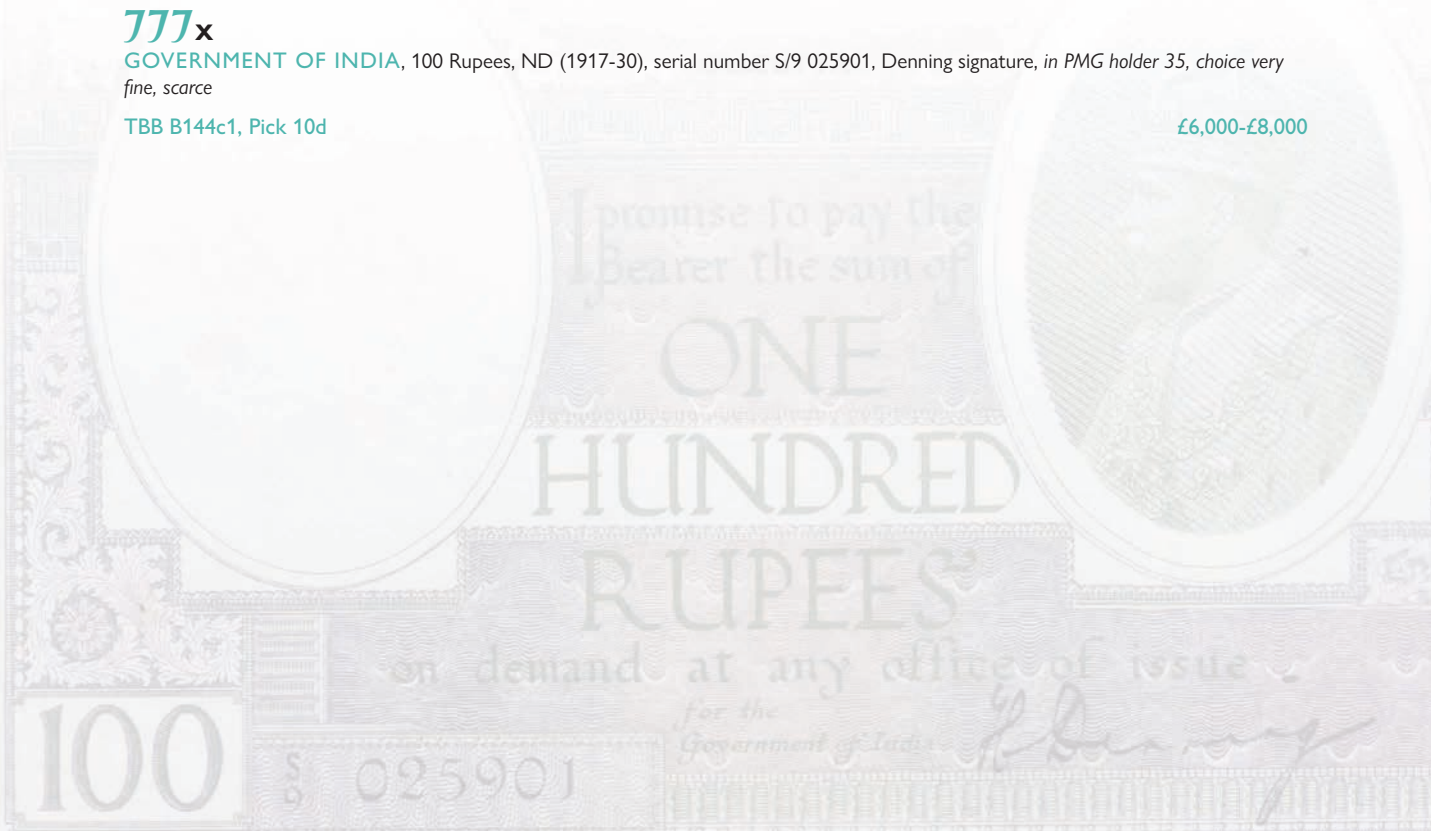 777x
GOVERNMENT OF INDIA, 100 Rupees, ND (1917-30), serial number S/9 025901, Denning signature, in PMG holder 35, choice very
fine, scarce
TBB B144c1, Pick 10d £6,000-£8,000
I promise to pay the
Bearer the sum of
ONE
HUNDRED
RUPEES
on demand at any office of issue
for the
Government of India
H Denning
100
S/9 025901